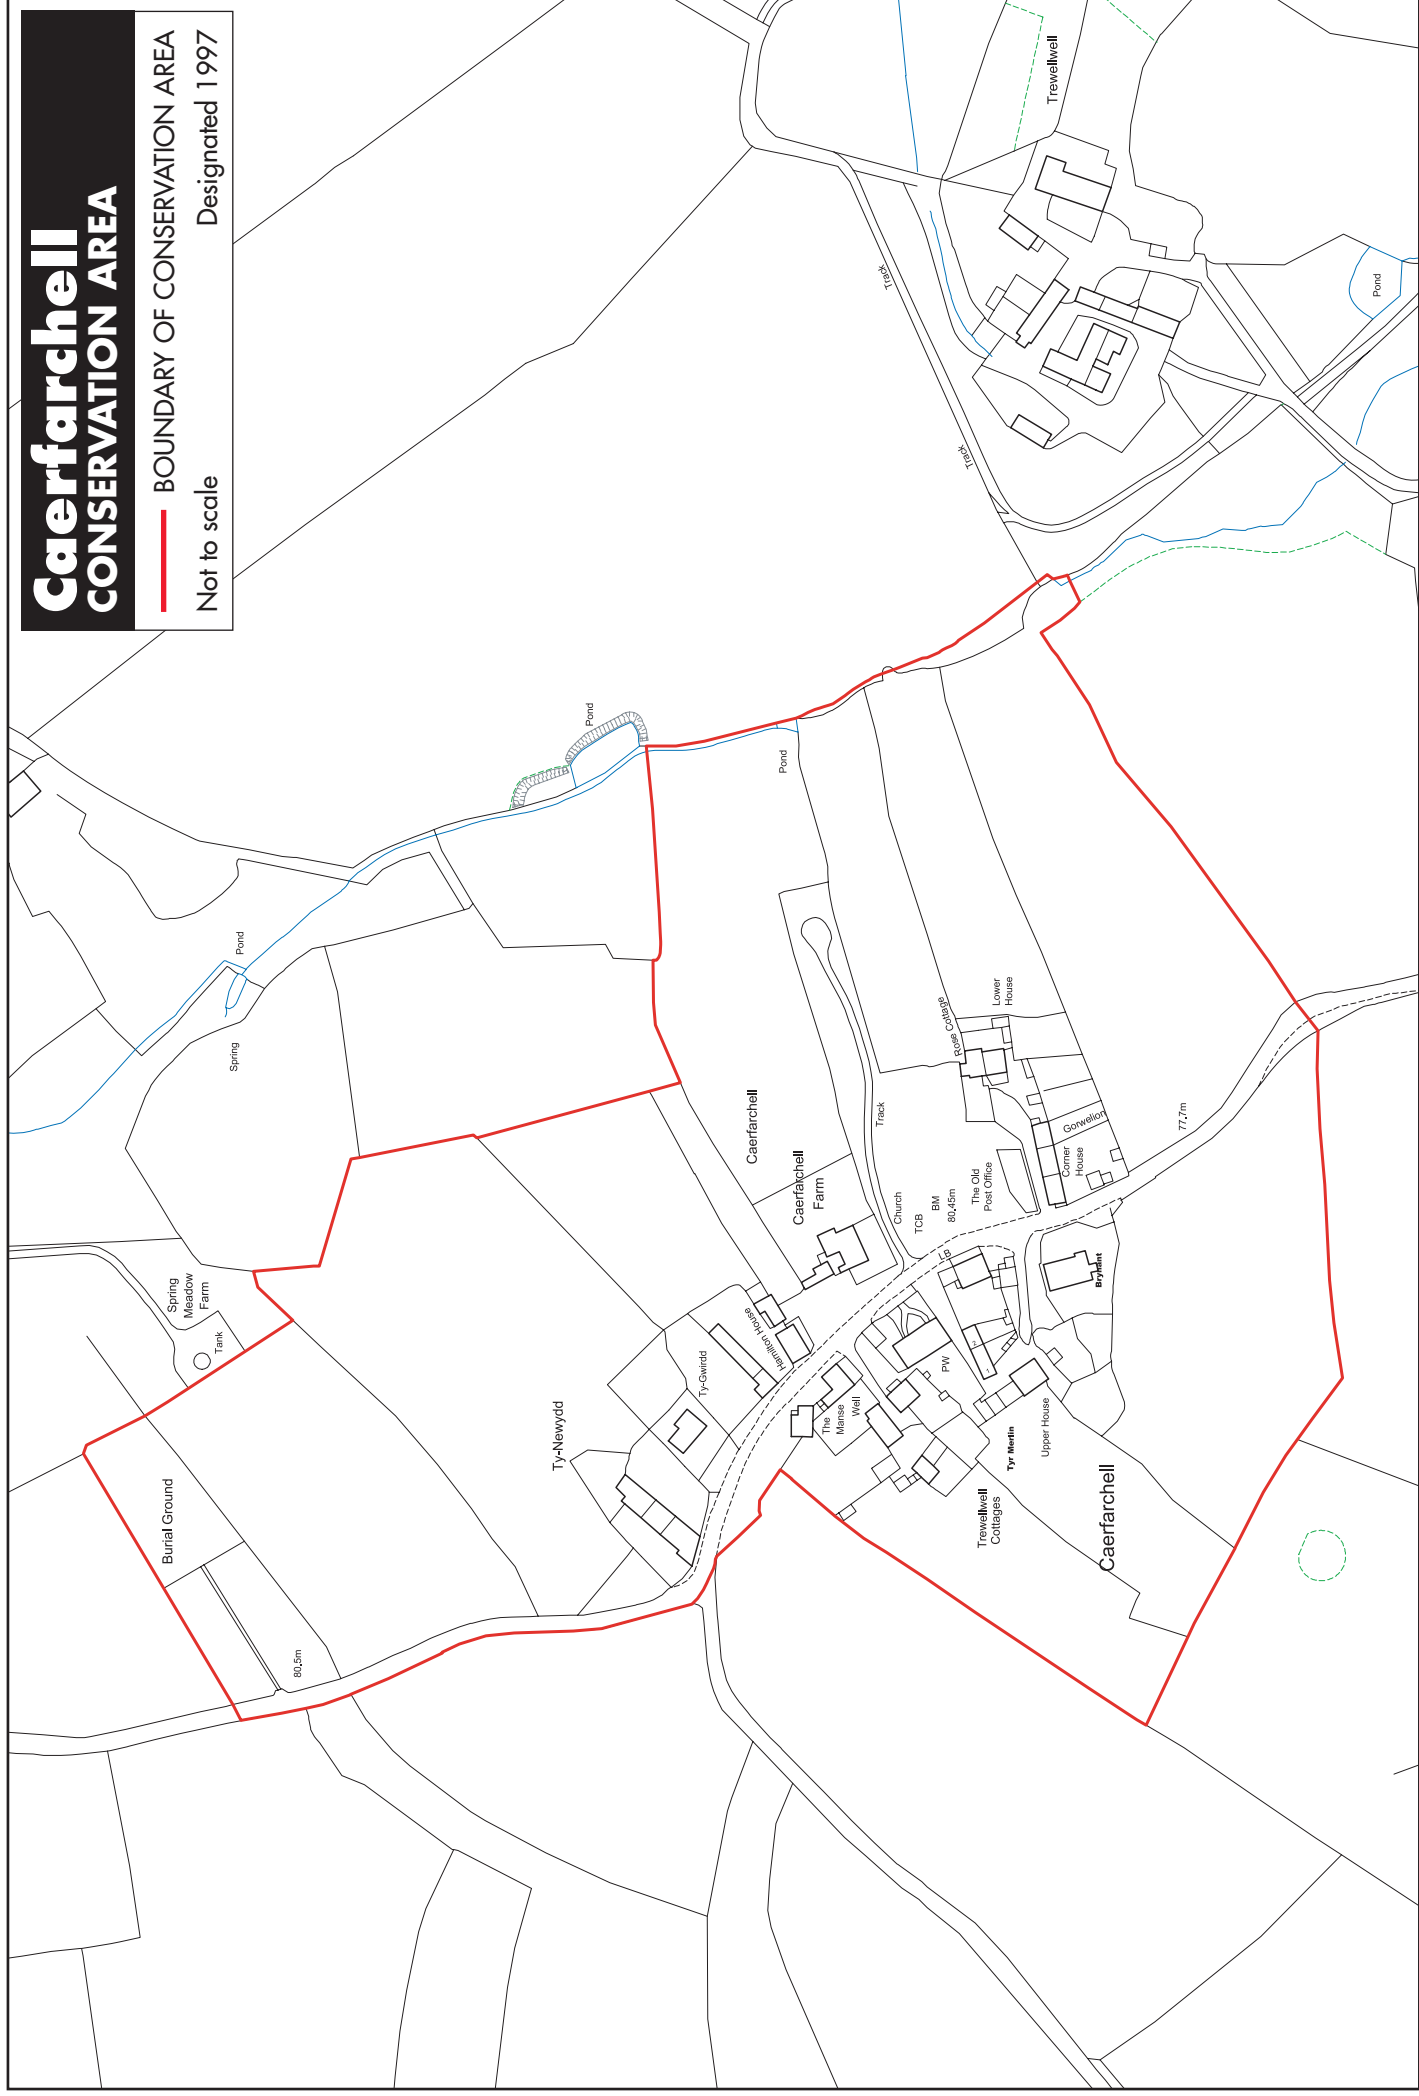 Caerfarchell
CONSERVATION AREA
BOUNDARY OF CONSERVATION AREA
Not to scale
Designated 1997
Burial Ground
80.5m
Spring
Meadow
Farm
Tank
Spring
Pond
Pond
Pond
Ty-Newydd
Ty-Gwirdd
Hamilton House
Caerfarchell
Caerfarchell
Farm
Track
The
Manse
Well
PW
Church
TCB
BM
80.45m
LB
The Old
Post Office
Rose Cottage
Lower
House
Gorwelion
Corner
House
Brynant
1
2
Tyr Merlin
Upper House
Trewellwell
Cottages
Caerfarchell
77.7m
Track
Track
Trewellwell
Pond